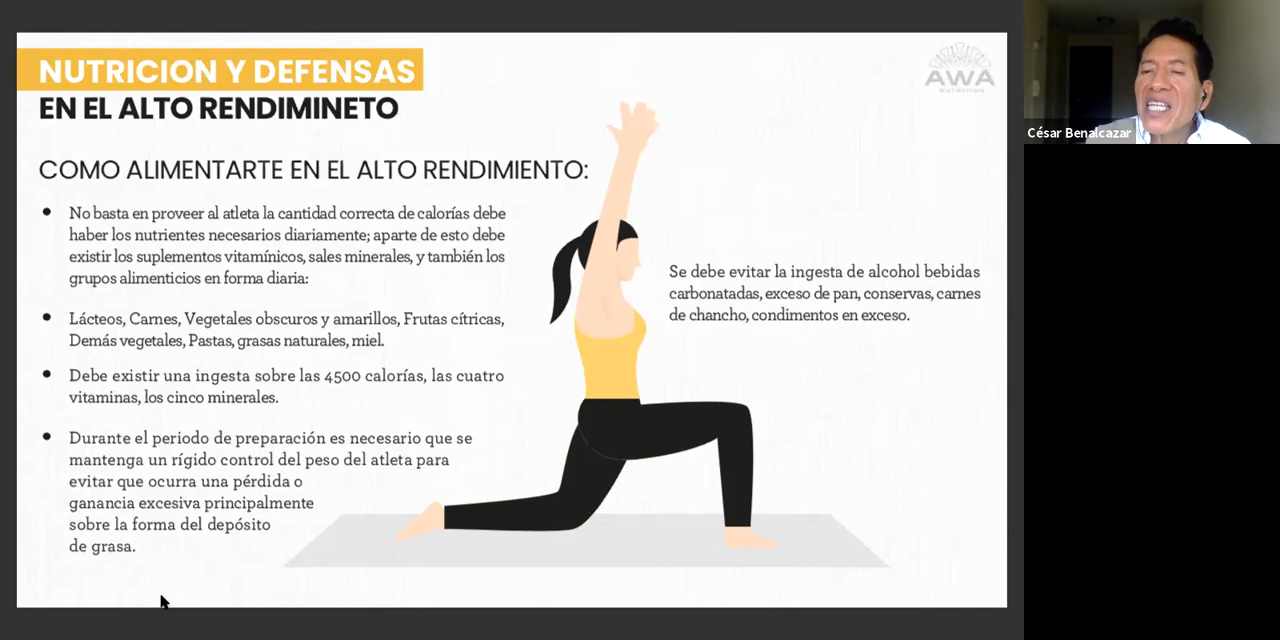 NUTRICION Y DEFENSAS
EN EL ALTO RENDIMINETO
AWA
NUTRITION
COMO ALIMENTARTE EN EL ALTO RENDIMIENTO:
No basta en proveer al atleta la cantidad correcta de calorías debe
haber los nutrientes necesarios diariamente; aparte de esto debe
existir los suplementos vitamínicos, sales minerales, y también los
grupos alimenticios en forma diaria:
Lácteos, Carnes, Vegetales obscuros y amarillos, Frutas cítricas,
Demás vegetales, Pastas, grasas naturales, miel.
Debe existir una ingesta sobre las 4500 calorías, las cuatro
vitaminas, los cinco minerales.
Durante el periodo de preparación es necesario que se
mantenga un rígido control del peso del atleta para
evitar que ocurra una pérdida o
ganancia excesiva principalmente
sobre la forma del depósito
de grasa.
Se debe evitar la ingesta de alcohol bebidas
carbonatadas, exceso de pan, conservas, carnes
de chancho, condimentos en exceso.
César Benalcazar